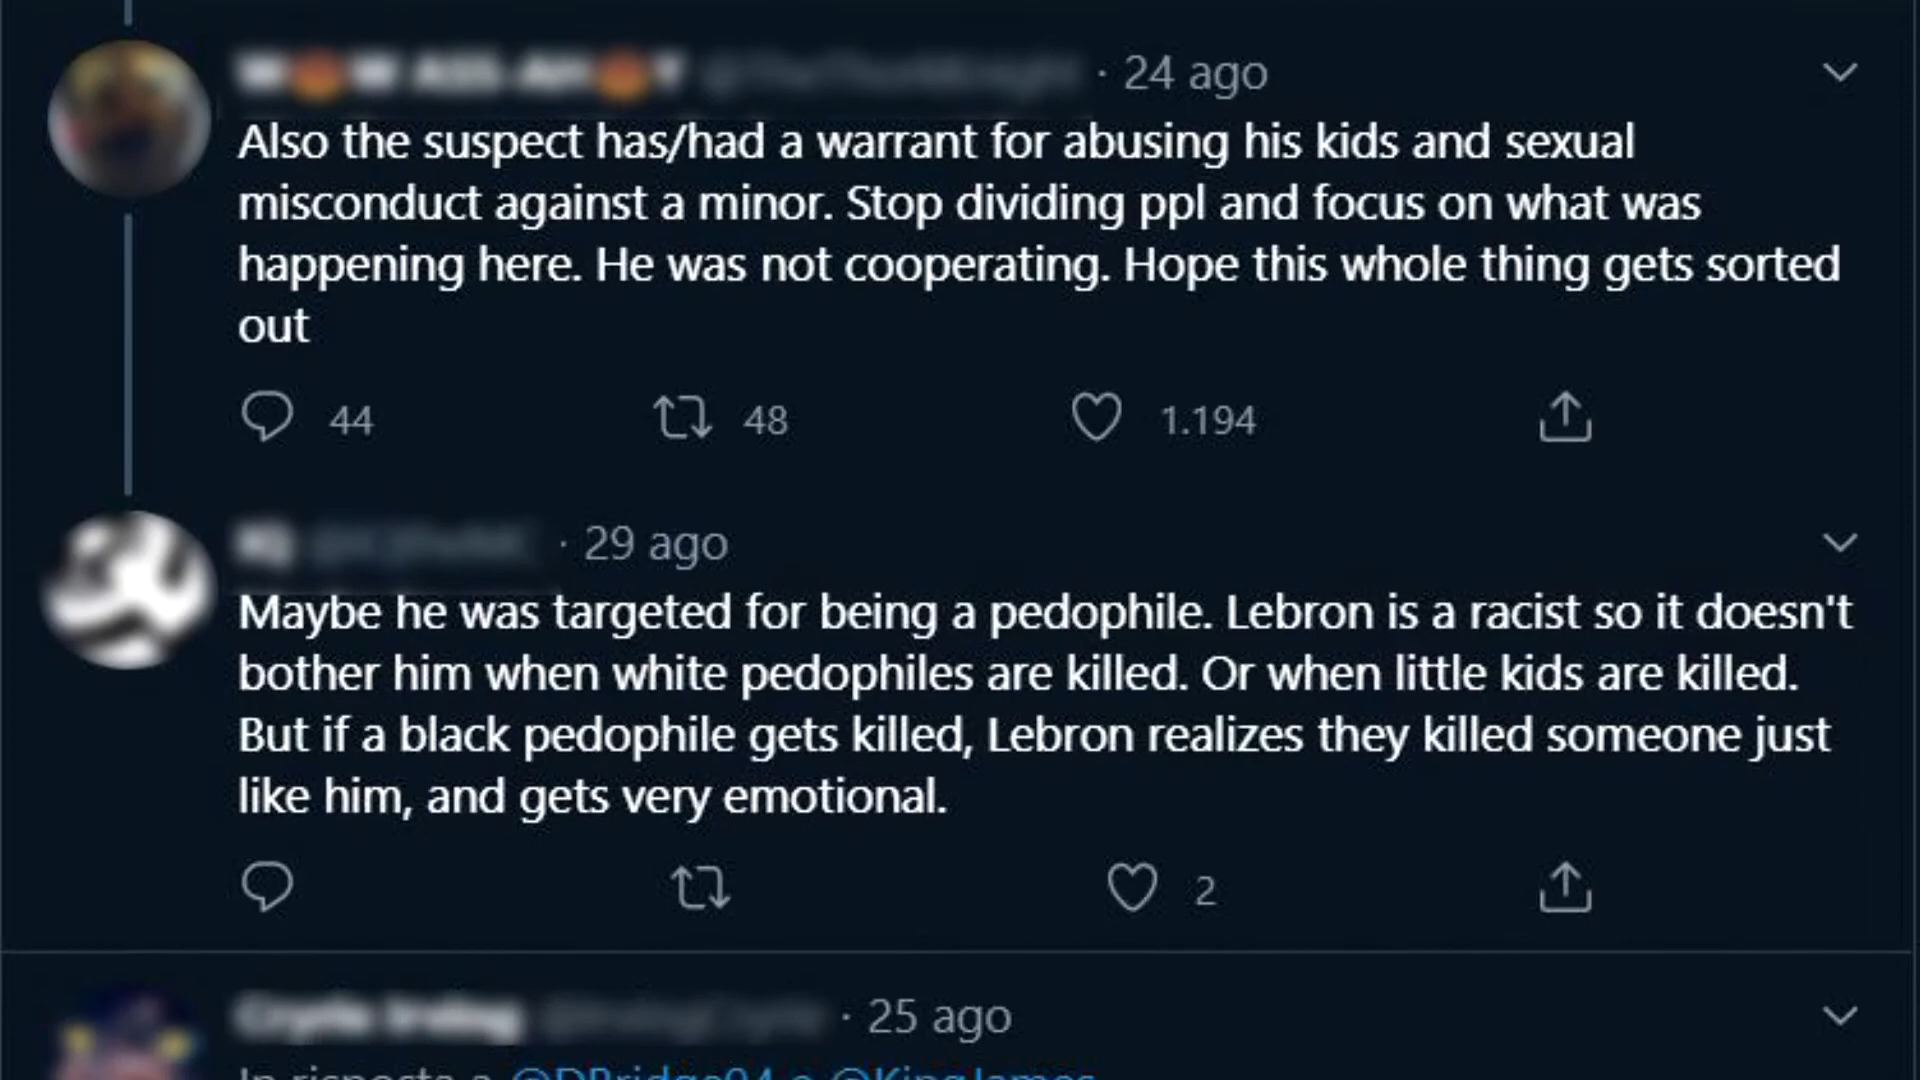 · 24 ago
Also the suspect has/had a warrant for abusing his kids and sexual
misconduct against a minor. Stop dividing ppl and focus on what was
happening here. He was not cooperating. Hope this whole thing gets sorted
out
44 48 1.194
· 29 ago
Maybe he was targeted for being a pedophile. Lebron is a racist so it doesn't
bother him when white pedophiles are killed. Or when little kids are killed.
But if a black pedophile gets killed, Lebron realizes they killed someone just
like him, and gets very emotional.
2
· 25 ago
In risposta a @DBridge94 e @KingJames